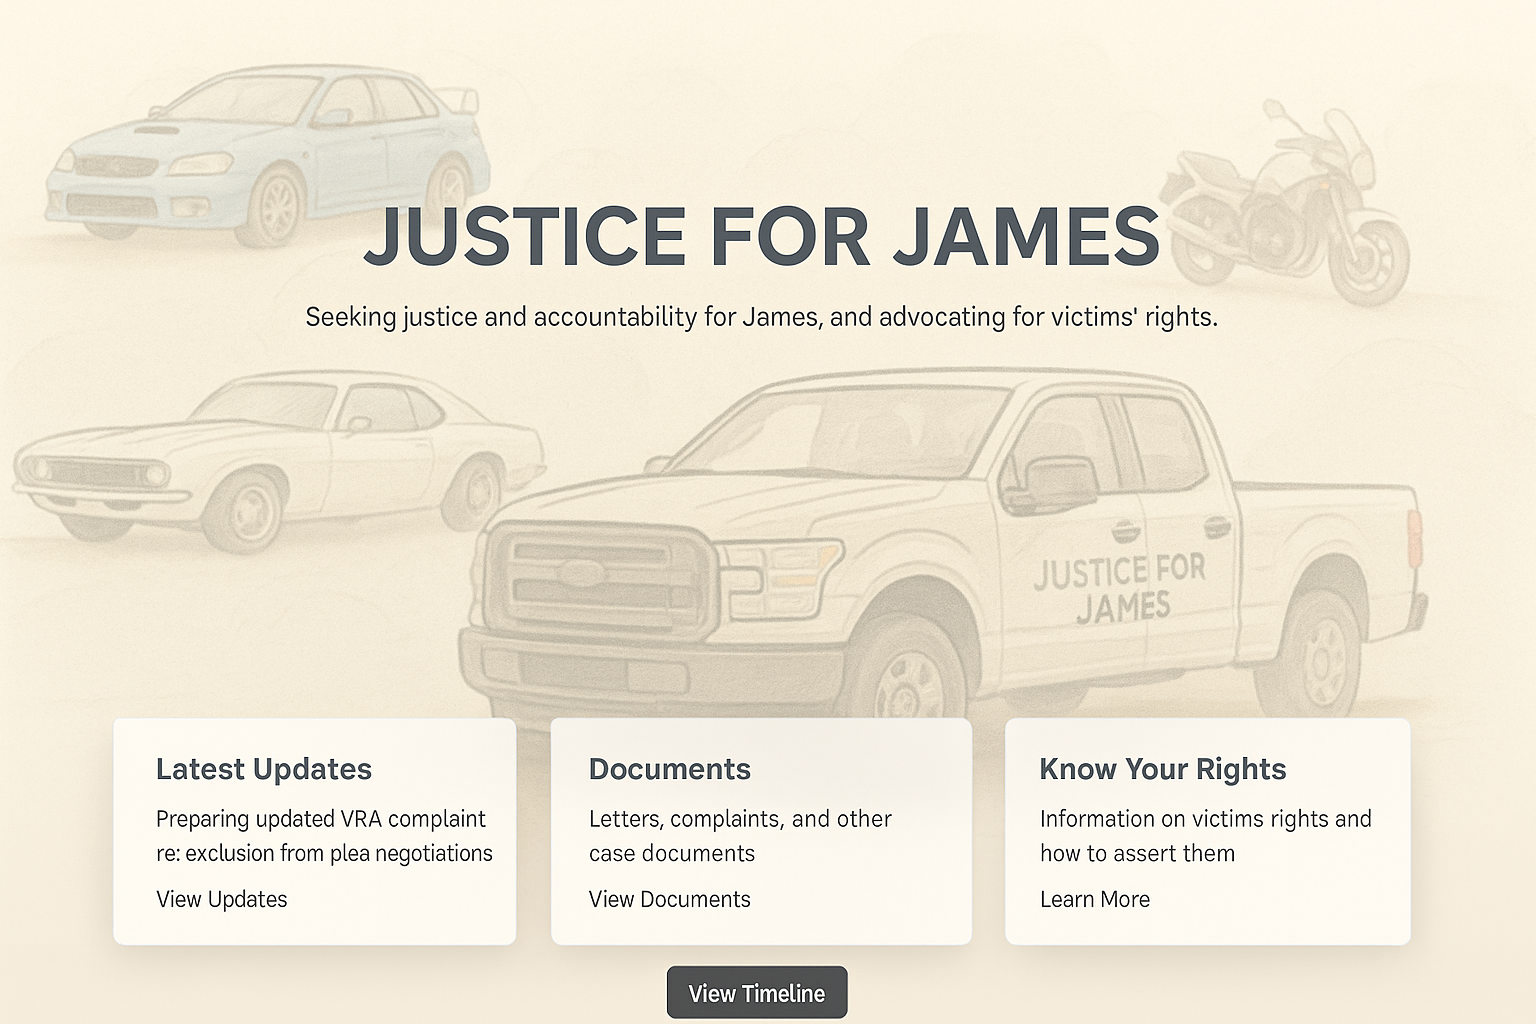 JUSTICE FOR JAMES
Seeking justice and accountability for James, and advocating for victims' rights.
JUSTICE FOR
JAMES
Latest Updates
Preparing updated VRA complaint
re: exclusion from plea negotiations
View Updates
Documents
Letters, complaints, and other
case documents
View Documents
Know Your Rights
Information on victims rights and
how to assert them
Learn More
View Timeline